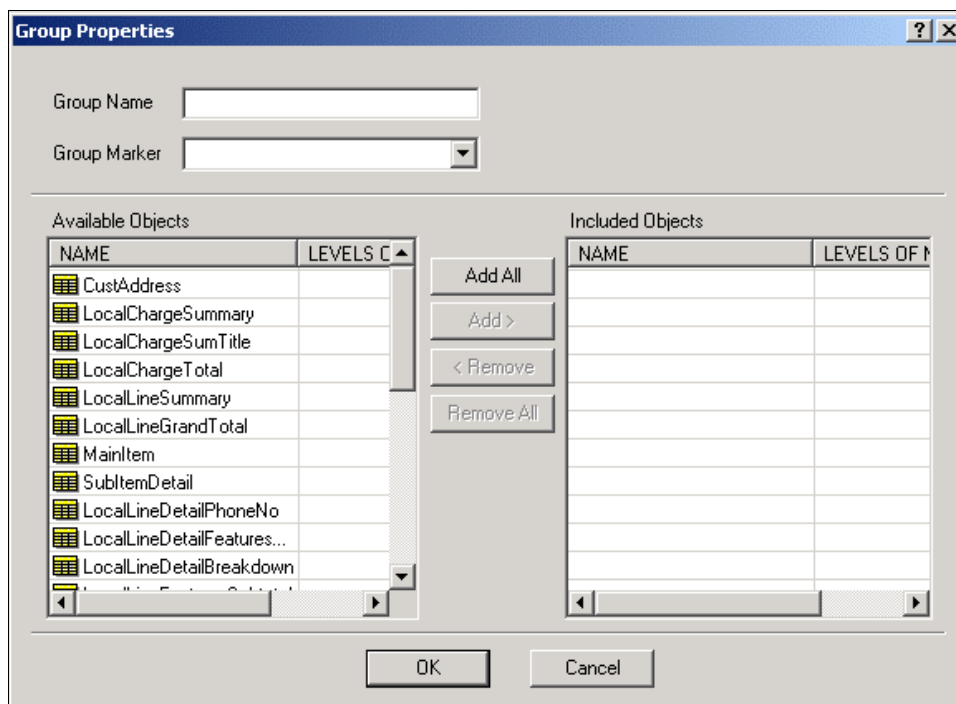 Group Properties
Group Name
Group Marker
Available Objects
NAME LEVELS
CustAddress
LocalChargeSummary
LocalChargeSumTitle
LocalChargeTotal
LocalLineSummary
LocalLineGrandTotal
MainItem
SubItemDetail
LocalLineDetailPhoneNo
LocalLineDetailFeatures...
LocalLineDetailBreakdown
Add All
Add >
< Remove
Remove All
Included Objects
NAME LEVELS OF
OK
Cancel